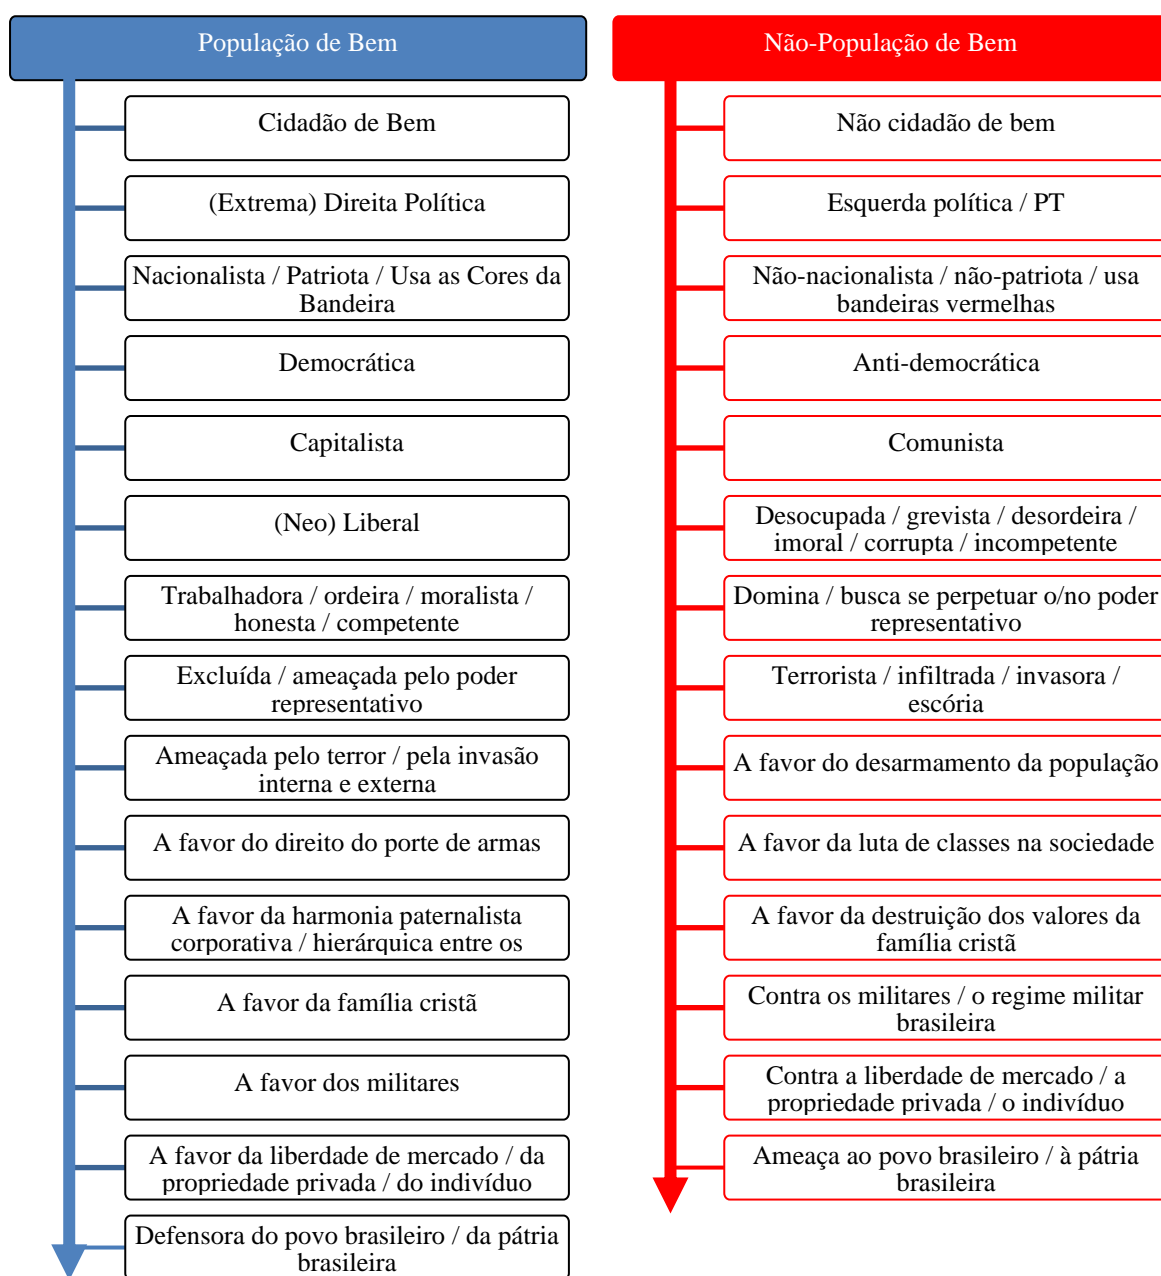 População de Bem
Cidadão de Bem
(Extrema) Direita Política
Nacionalista / Patriota / Usa as Cores da
Bandeira
Democrática
Capitalista
(Neo) Liberal
Trabalhadora / ordeira / moralista /
honesta / competente
Excluída / ameaçada pelo poder
representativo
Ameaçada pelo terror / pela invasão
interna e externa
A favor do direito do porte de armas
A favor da harmonia paternalista
corporativa / hierárquica entre os
A favor da família cristã
A favor dos militares
A favor da liberdade de mercado / da
propriedade privada / do indivíduo
Defensora do povo brasileiro / da pátria
brasileira
Não-População de Bem
Não cidadão de bem
Esquerda política / PT
Não-nacionalista / não-patriota / usa
bandeiras vermelhas
Anti-democrática
Comunista
Desocupada / grevista / desordeira /
imoral / corrupta / incompetente
Domina / busca se perpetuar o/no poder
representativo
Terrorista / infiltrada / invasora /
escória
A favor do desarmamento da população
A favor da luta de classes na sociedade
A favor da destruição dos valores da
família cristã
Contra os militares / o regime militar
brasileira
Contra a liberdade de mercado / a
propriedade privada / o indivíduo
Ameaça ao povo brasileiro / à pátria
brasileira